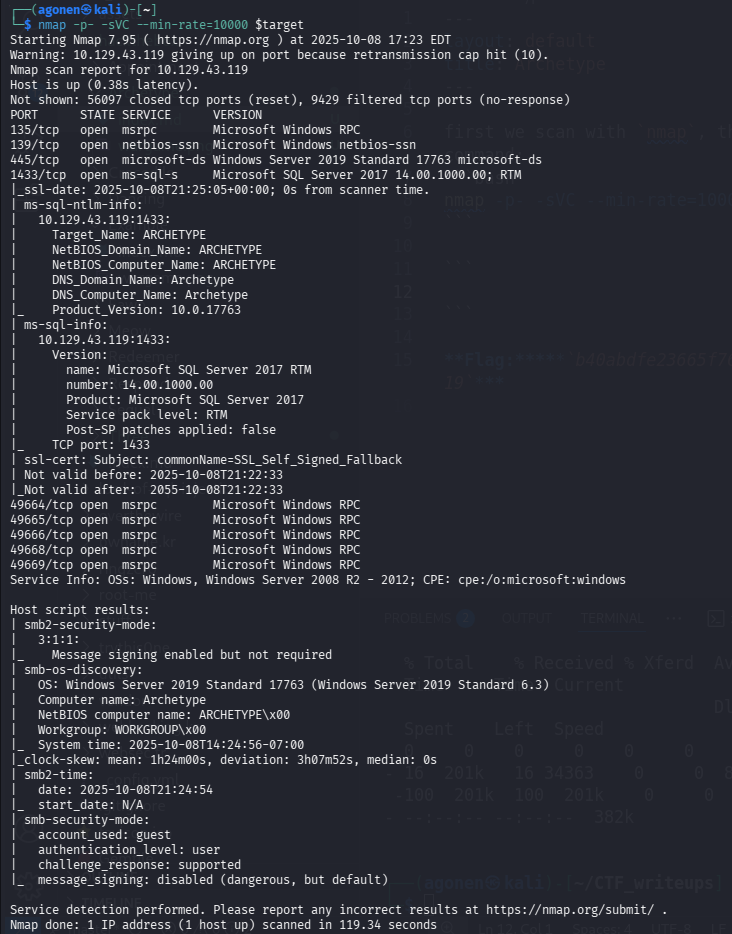 ┌──(agonen㉿kali)-[~]
└─$ nmap -p- -sVC --min-rate=10000 $target
Starting Nmap 7.95 ( https://nmap.org ) at 2025-10-08 17:23 EDT
Warning: 10.129.43.119 giving up on port because retransmission cap hit (10).
Nmap scan report for 10.129.43.119
Host is up (0.38s latency).
Not shown: 56097 closed tcp ports (reset), 9429 filtered tcp ports (no-response)
PORT      STATE SERVICE      VERSION
135/tcp   open  msrpc        Microsoft Windows RPC
139/tcp   open  netbios-ssn  Microsoft Windows netbios-ssn
445/tcp   open  microsoft-ds Windows Server 2019 Standard 17763 microsoft-ds
1433/tcp  open  ms-sql-s     Microsoft SQL Server 2017 14.00.1000.00; RTM
|_ssl-date: 2025-10-08T21:25:05+00:00; 0s from scanner time.
| ms-sql-ntlm-info:
|   10.129.43.119:1433:
|     Target_Name: ARCHETYPE
|     NetBIOS_Domain_Name: ARCHETYPE
|     NetBIOS_Computer_Name: ARCHETYPE
|     DNS_Domain_Name: Archetype
|     DNS_Computer_Name: Archetype
|_    Product_Version: 10.0.17763
| ms-sql-info:
|   10.129.43.119:1433:
|     Version:
|       name: Microsoft SQL Server 2017 RTM
|       number: 14.00.1000.00
|       Product: Microsoft SQL Server 2017
|       Service pack level: RTM
|       Post-SP patches applied: false
|_    TCP port: 1433
| ssl-cert: Subject: commonName=SSL_Self_Signed_Fallback
| Not valid before: 2025-10-08T21:22:33
|_Not valid after:  2055-10-08T21:22:33
49664/tcp open  msrpc        Microsoft Windows RPC
49665/tcp open  msrpc        Microsoft Windows RPC
49666/tcp open  msrpc        Microsoft Windows RPC
49668/tcp open  msrpc        Microsoft Windows RPC
49669/tcp open  msrpc        Microsoft Windows RPC
Service Info: OSs: Windows, Windows Server 2008 R2 - 2012; CPE: cpe:/o:microsoft:windows

Host script results:
| smb2-security-mode:
|   3:1:1:
|_    Message signing enabled but not required
| smb-os-discovery:
|   OS: Windows Server 2019 Standard 17763 (Windows Server 2019 Standard 6.3)
|   Computer name: Archetype
|   NetBIOS computer name: ARCHETYPE\x00
|   Workgroup: WORKGROUP\x00
|_  System time: 2025-10-08T14:24:56-07:00
|_clock-skew: mean: 1h24m00s, deviation: 3h07m52s, median: 0s
| smb2-time:
|   date: 2025-10-08T21:24:54
|_  start_date: N/A
| smb-security-mode:
|   account_used: guest
|   authentication_level: user
|   challenge_response: supported
|_  message_signing: disabled (dangerous, but default)

Service detection performed. Please report any incorrect results at https://nmap.org/submit/ .
Nmap done: 1 IP address (1 host up) scanned in 119.34 seconds